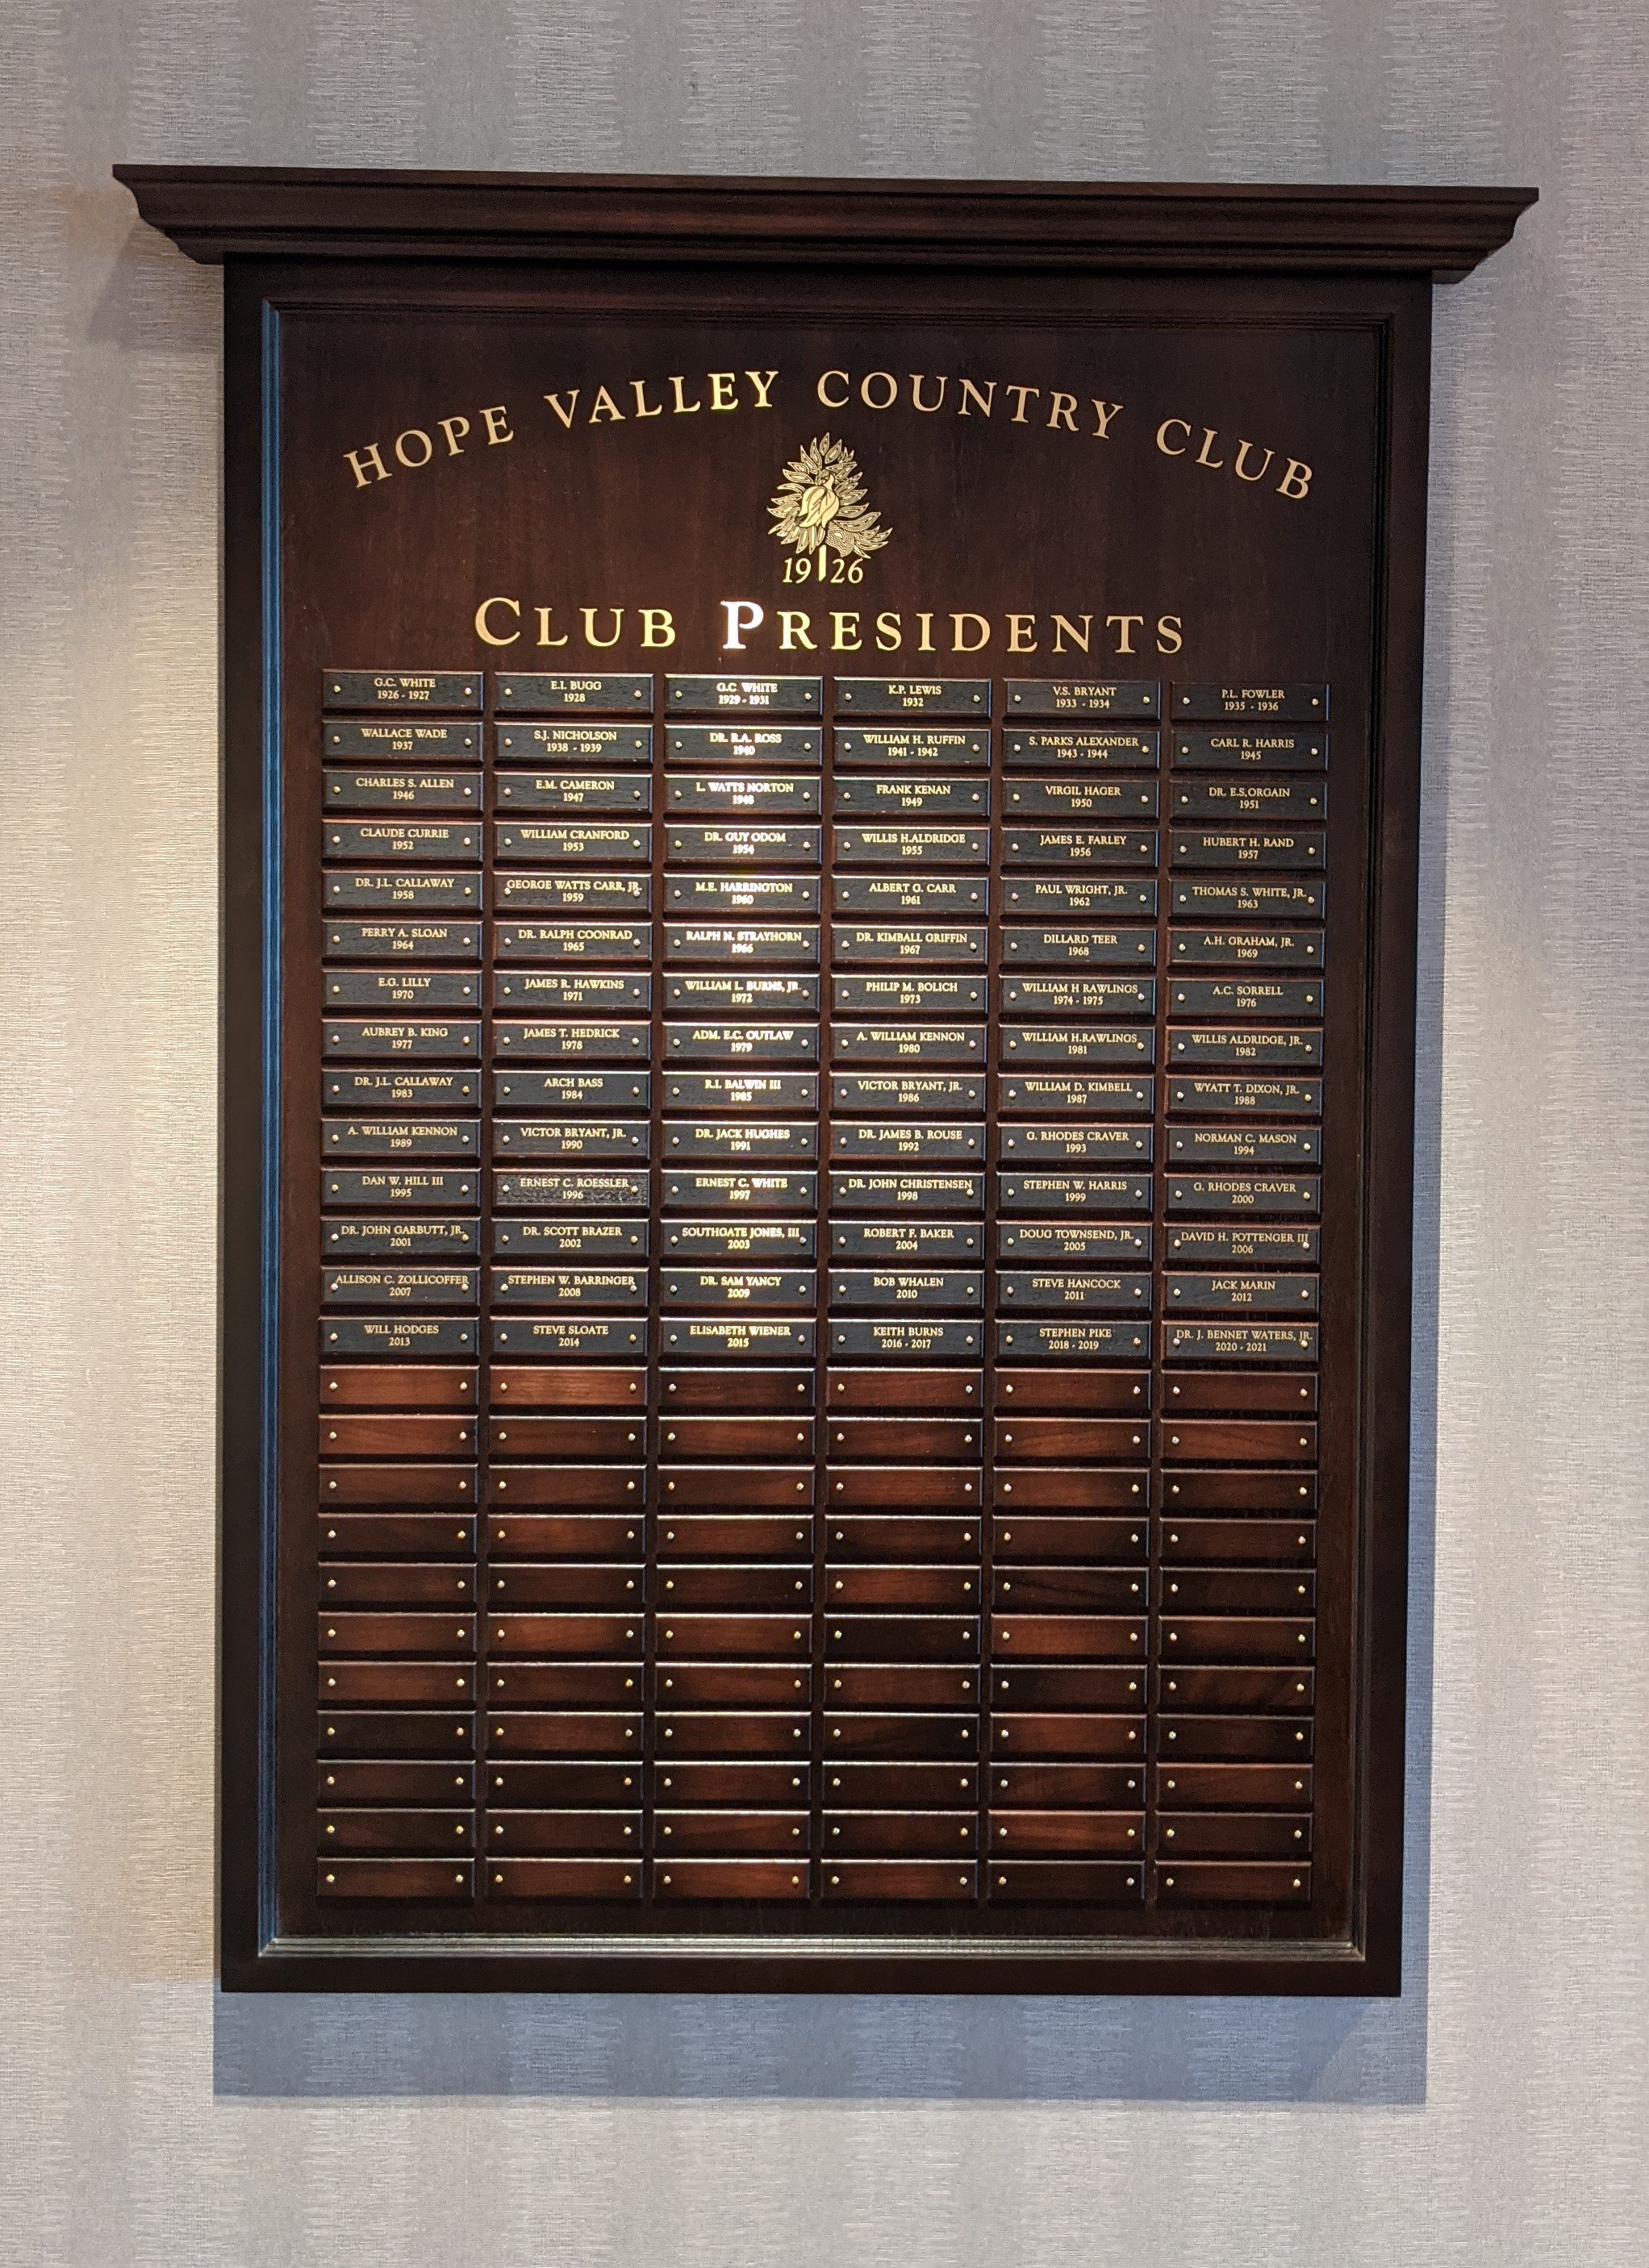 HOPE VALLEY COUNTRY CLUB
1926
CLUB PRESIDENTS
G.C. WHITE
1926 - 1927
E.I. BUGG
1928
G.C. WHITE
1929 - 1931
K.P. LEWIS
1932
V.S. BRYANT
1933 - 1934
P.L. FOWLER
1935 - 1936
WALLACE WADE
1937
S.J. NICHOLSON
1938 - 1939
DR. R.A. ROSS
1940
WILLIAM H. RUFFIN
1941 - 1942
S. PARKS ALEXANDER
1943 - 1944
CARL R. HARRIS
1945
CHARLES S. ALLEN
1946
E.M. CAMERON
1947
L. WATTS NORTON
1948
FRANK KENAN
1949
VIRGIL HAGER
1950
DR. E.S.ORGAIN
1951
CLAUDE CURRIE
1952
WILLIAM CRANFORD
1953
DR. GUY ODOM
1954
WILLIS H.ALDRIDGE
1955
JAMES E. FARLEY
1956
HUBERT H. RAND
1957
DR. J.L. CALLAWAY
1958
GEORGE WATTS CARR, JR.
1959
M.E. HARRINGTON
1960
ALBERT G. CARR
1961
PAUL WRIGHT, JR.
1962
THOMAS S. WHITE, JR.
1963
PERRY A. SLOAN
1964
DR. RALPH COONRAD
1965
RALPH N. STRAYHORN
1966
DR. KIMBALL GRIFFIN
1967
DILLARD TEER
1968
A.H. GRAHAM, JR.
1969
E.G. LILLY
1970
JAMES R. HAWKINS
1971
WILLIAM L. BURNS, JR.
1972
PHILIP M. BOLICH
1973
WILLIAM H RAWLINGS
1974 - 1975
A.C. SORRELL
1976
AUBREY B. KING
1977
JAMES T. HEDRICK
1978
ADM. E.C. OUTLAW
1979
A. WILLIAM KENNON
1980
WILLIAM H.RAWLINGS
1981
WILLIS ALDRIDGE, JR.
1982
DR. J.L. CALLAWAY
1983
ARCH BASS
1984
R.I. BALWIN III
1985
VICTOR BRYANT, JR.
1986
WILLIAM D. KIMBELL
1987
WYATT T. DIXON, JR.
1988
A. WILLIAM KENNON
1989
VICTOR BRYANT, JR.
1990
DR. JACK HUGHES
1991
DR. JAMES B. ROUSE
1992
G. RHODES CRAVER
1993
NORMAN C. MASON
1994
DAN W. HILL III
1995
ERNEST C. ROESSLER
1996
ERNEST C. WHITE
1997
DR. JOHN CHRISTENSEN
1998
STEPHEN W. HARRIS
1999
G. RHODES CRAVER
2000
DR. JOHN GARBUTT, JR.
2001
DR. SCOTT BRAZER
2002
SOUTHGATE JONES, III
2003
ROBERT F. BAKER
2004
DOUG TOWNSEND, JR.
2005
DAVID H. POTTENGER III
2006
ALLISON C. ZOLLICOFFER
2007
STEPHEN W. BARRINGER
2008
DR. SAM YANCY
2009
BOB WHALEN
2010
STEVE HANCOCK
2011
JACK MARIN
2012
WILL HODGES
2013
STEVE SLOATE
2014
ELISABETH WIENER
2015
KEITH BURNS
2016 - 2017
STEPHEN PIKE
2018 - 2019
DR. J. BENNET WATERS, JR.
2020 - 2021